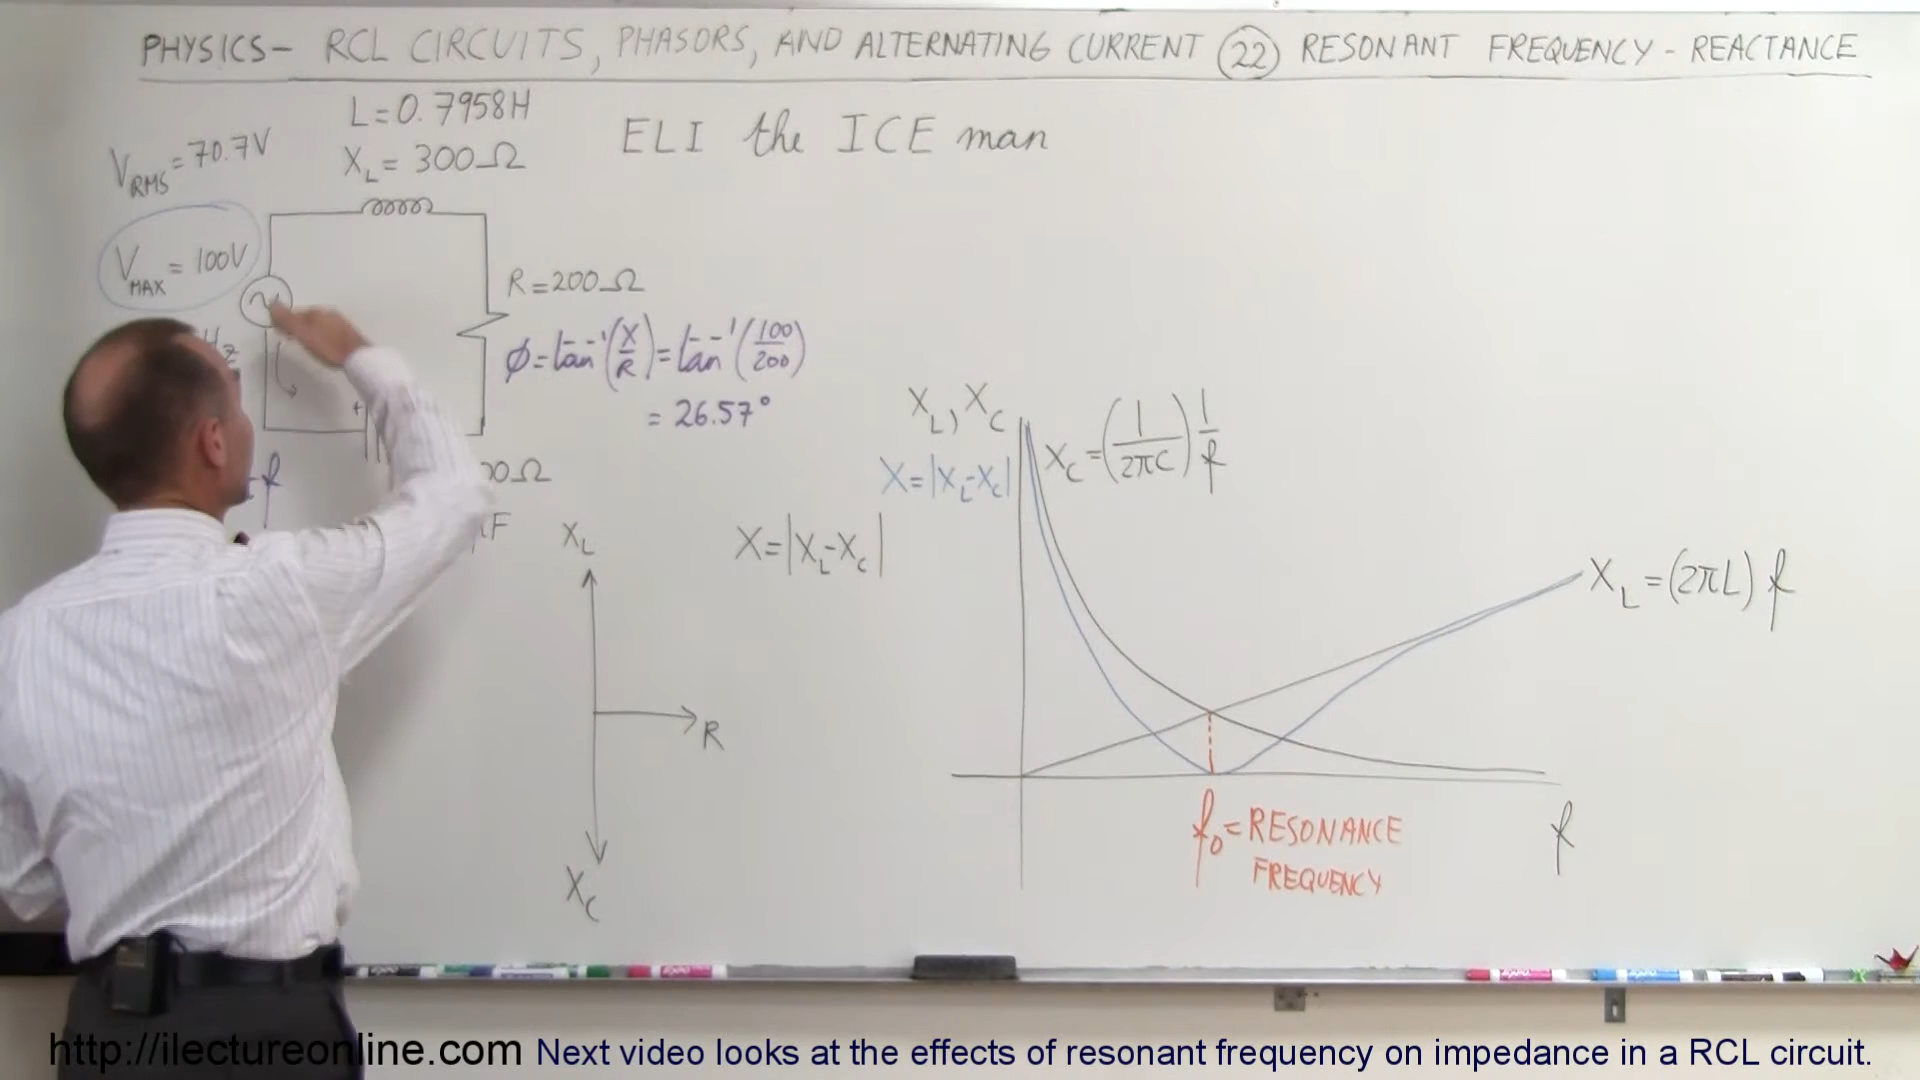 PHYSICS- RCL CIRCUITS, PHASORS, AND ALTERNATING CURRENT (22) RESONANT FREQUENCY - REACTANCE
L=0.7958H
V_RMS = 70.7V
X_L = 300Ω
ELI the ICE man
V_MAX = 100V
R=200Ω
Hz
φ=tan⁻¹(X/R)=tan⁻¹(100/200)
= 26.57°
+
0Ω
F
X_L
R
X_C
X=|X_L-X_C|
X_L, X_C
X=|X_L-X_C|
X_C=(1/2πC) 1/f
X_L=(2πL) f
f₀=RESONANCE
FREQUENCY
f
http://ilectureonline.com Next video looks at the effects of resonant frequency on impedance in a RCL circuit.